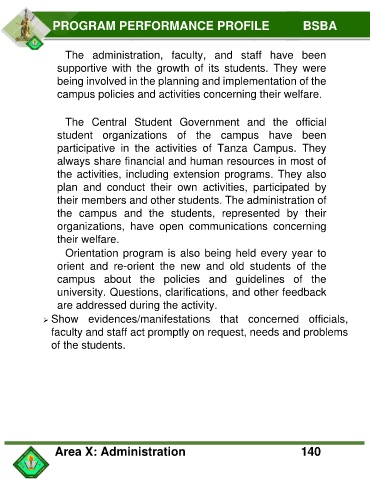 PROGRAM PERFORMANCE PROFILE BSBA
The administration, faculty, and staff have been
supportive with the growth of its students. They were
being involved in the planning and implementation of the
campus policies and activities concerning their welfare.
The Central Student Government and the official
student organizations of the campus have been
participative in the activities of Tanza Campus. They
always share financial and human resources in most of
the activities, including extension programs. They also
plan and conduct their own activities, participated by
their members and other students. The administration of
the campus and the students, represented by their
organizations, have open communications concerning
their welfare.
Orientation program is also being held every year to
orient and re-orient the new and old students of the
campus about the policies and guidelines of the
university. Questions, clarifications, and other feedback
are addressed during the activity.
➢ Show evidences/manifestations that concerned officials,
faculty and staff act promptly on request, needs and problems
of the students.
Area X: Administration 140